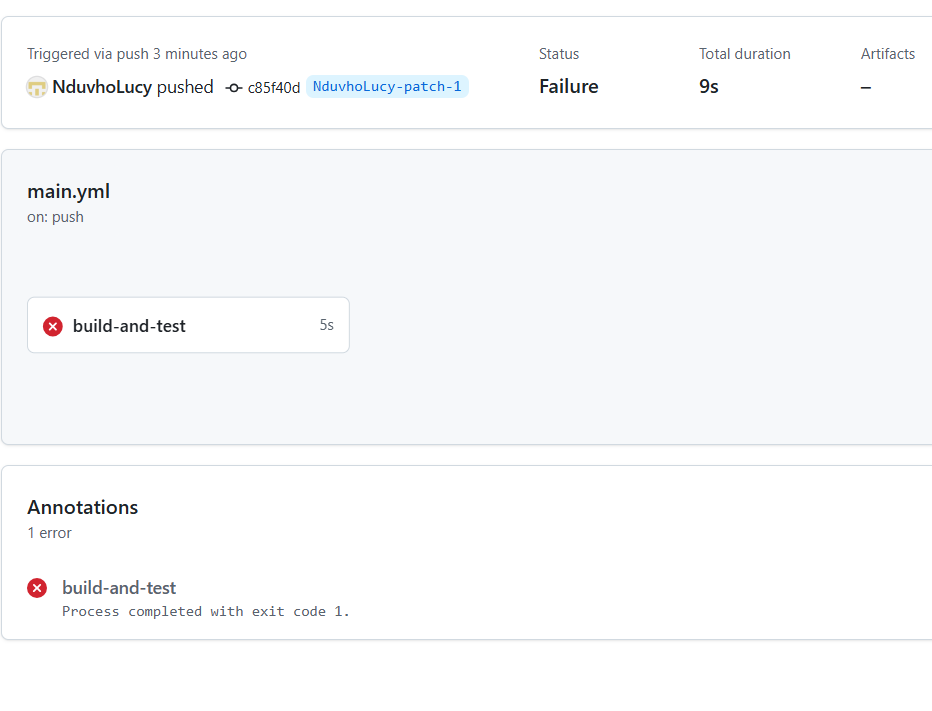 Triggered via push 3 minutes ago
Status
Total duration
Artifacts
NduvhoLucy pushed c85f40d NduvhoLucy-patch-1
Failure
9s
–
main.yml
on: push
build-and-test 5s
Annotations
1 error
build-and-test
Process completed with exit code 1.